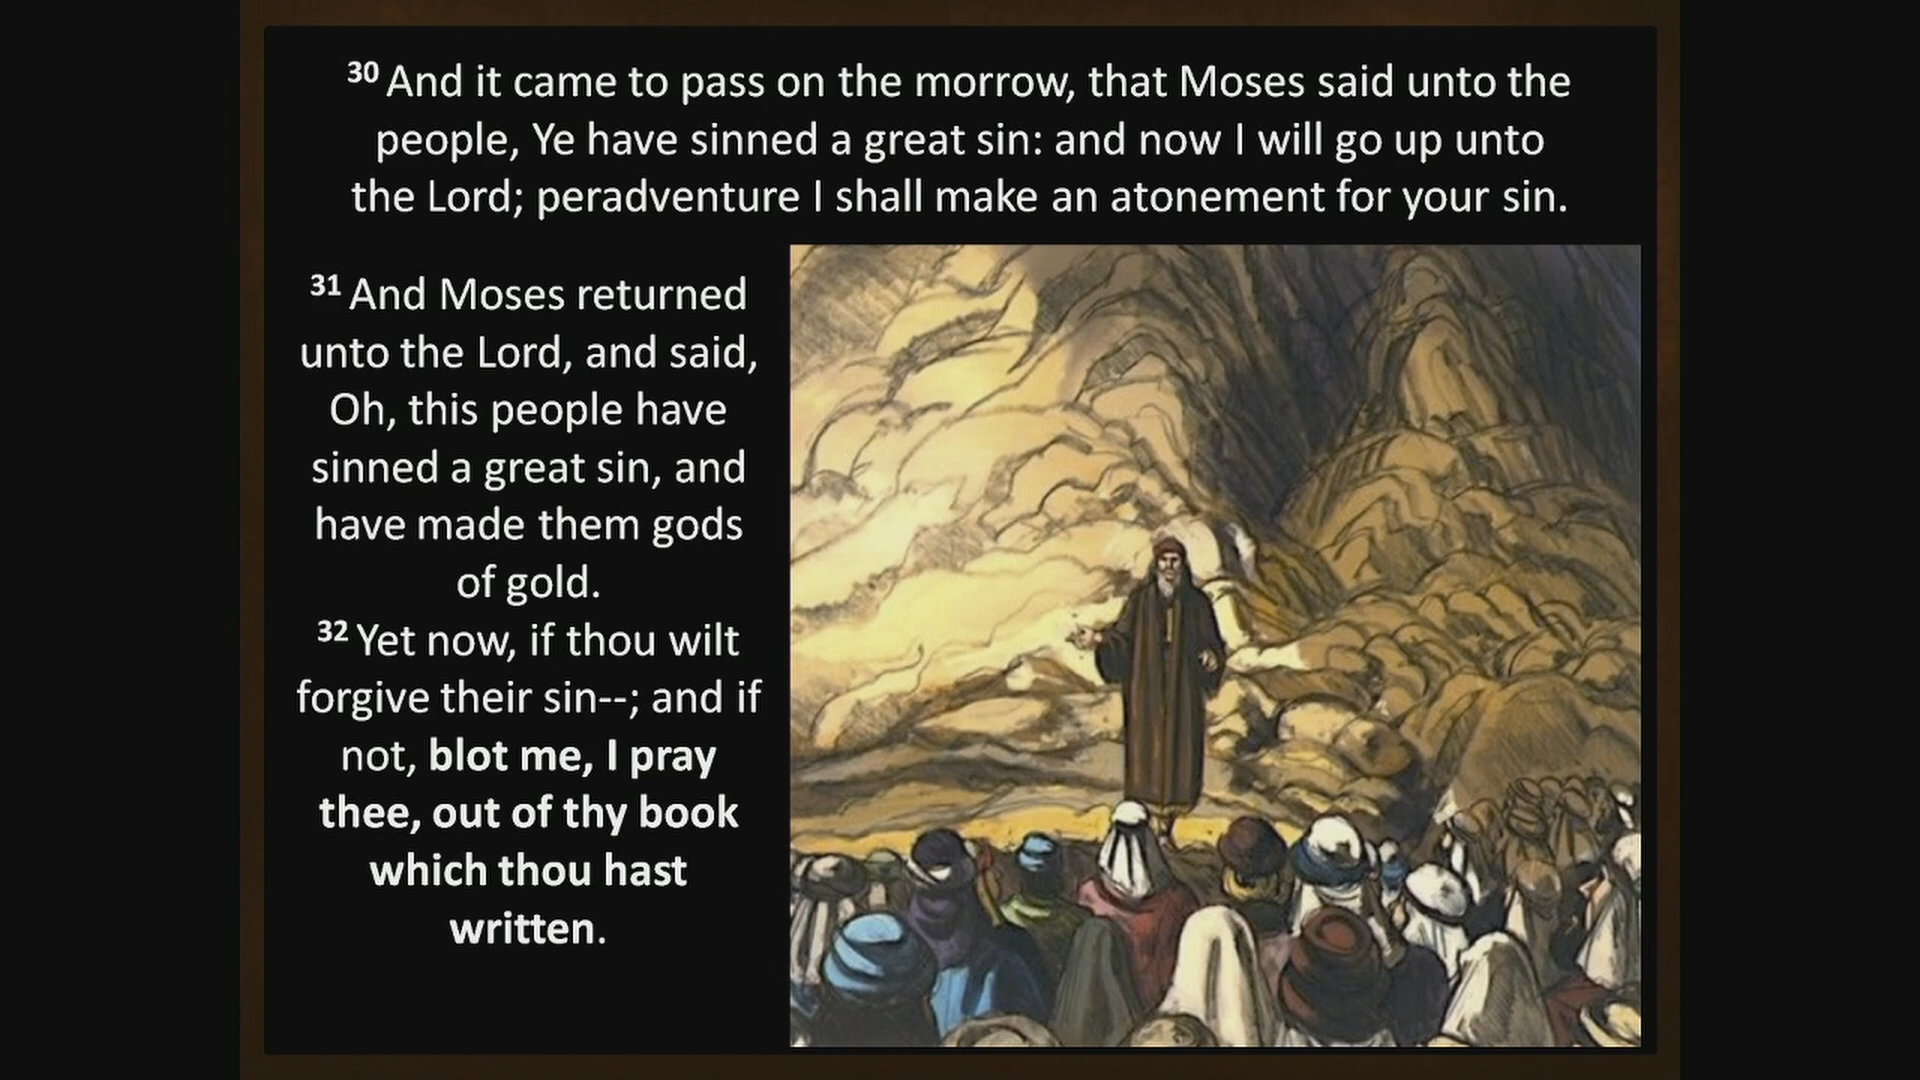 30 And it came to pass on the morrow, that Moses said unto the
people, Ye have sinned a great sin: and now I will go up unto
the Lord; peradventure I shall make an atonement for your sin.
31 And Moses returned
unto the Lord, and said,
Oh, this people have
sinned a great sin, and
have made them gods
of gold.
32 Yet now, if thou wilt
forgive their sin--; and if
not, blot me, I pray
thee, out of thy book
which thou hast
written.